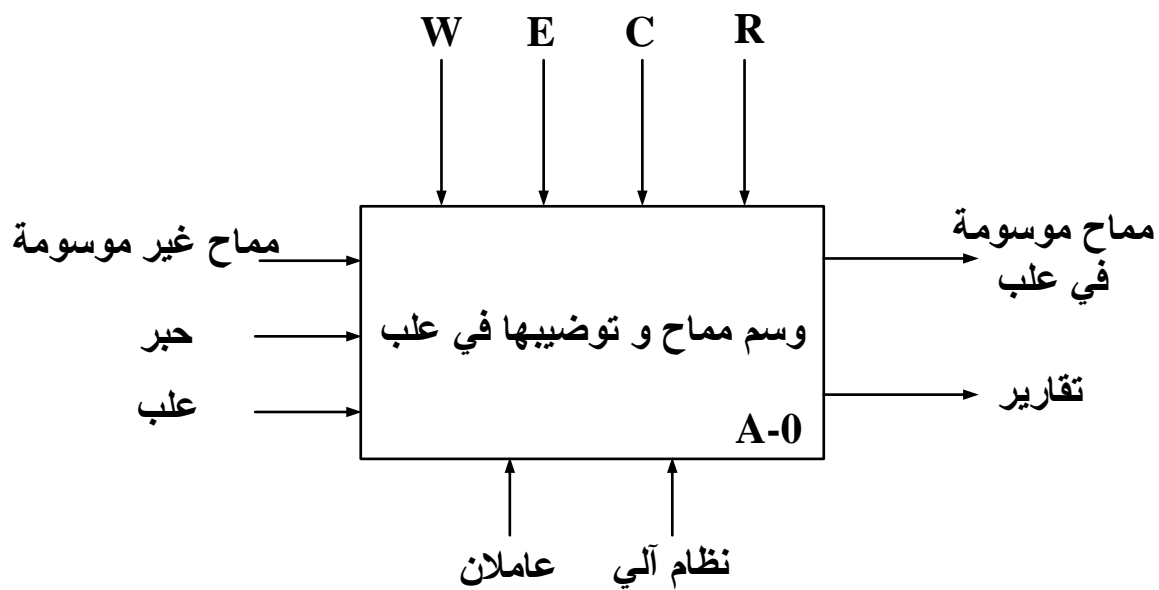 W E C R
مماح موسومة
في علب
مماح غير موسومة
وسم مماح و توضيبها في علب
حبر
تقارير
علب
A-0
نظام آلي
عاملان